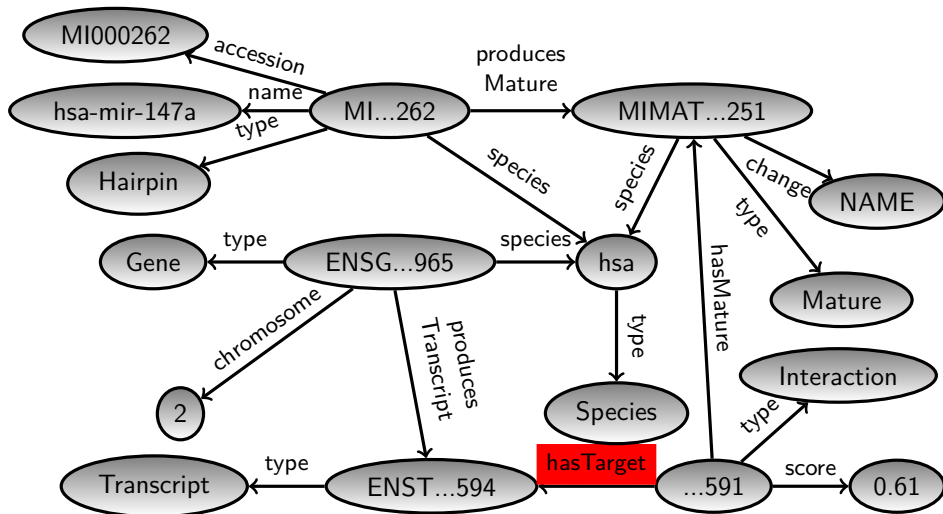 MI000262
accession
produces
Mature
hsa-mir-147a
name
MI...262
MIMAT...251
type
Hairpin
species
species
change
NAME
type
Gene
type
ENSG...965
species
hsa
hasMature
Mature
chromosome
produces
Transcript
type
Interaction
2
Species
type
hasTarget
Transcript
type
ENST...594
...591
score
0.61